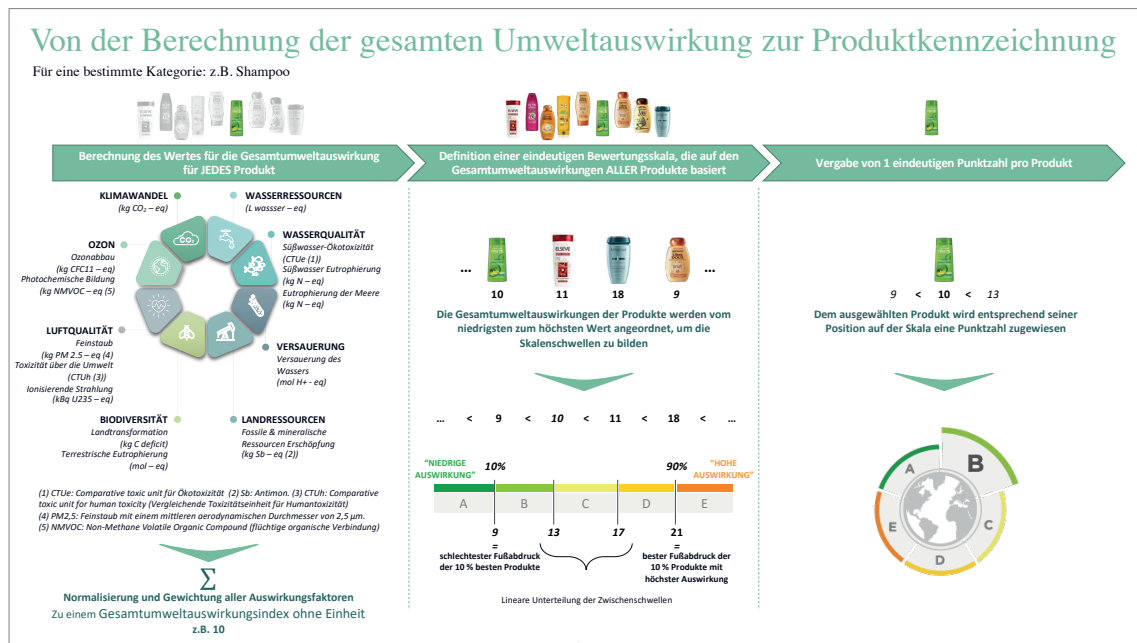 Von der Berechnung der gesamten Umweltauswirkung zur Produktkennzeichnung
Für eine bestimmte Kategorie: z.B. Shampoo
Berechnung des Wertes für die Gesamtumweltauswirkung
für JEDES Produkt
KLIMAWANDEL
(kg CO₂ – eq)
WASSERRESSOURCEN
(L wassser – eq)
OZON
Ozonabbau
(kg CFC11 – eq)
Photochemische Bildung
(kg NMVOC – eq (5)
WASSERQUALITÄT
Süßwasser-Ökotoxizität
(CTUe (1))
Süßwasser Eutrophierung
(kg N – eq)
Eutrophierung der Meere
(kg N – eq)
CO₂
LUFTQUALITÄT
Feinstaub
(kg PM 2.5 – eq (4)
Toxizität über die Umwelt
(CTUh (3))
Ionisierende Strahlung
(kBq U235 – eq)
VERSAUERUNG
Versauerung des
Wassers
(mol H+ - eq)
BIODIVERSITÄT
Landtransformation
(kg C deficit)
Terrestrische Eutrophierung
(mol – eq)
LANDRESSOURCEN
Fossile & mineralische
Ressourcen Erschöpfung
(kg Sb – eq (2))
(1) CTUe: Comparative toxic unit für Ökotoxizität (2) Sb: Antimon. (3) CTUh: Comparative
toxic unit for human toxicity (Vergleichende Toxizitätseinheit für Humantoxizität)
(4) PM2,5: Feinstaub mit einem mittleren aerodynamischen Durchmesser von 2,5 µm.
(5) NMVOC: Non-Methane Volatile Organic Compound (flüchtige organische Verbindung)
Σ
Normalisierung und Gewichtung aller Auswirkungsfaktoren
Zu einem Gesamtumweltauswirkungsindex ohne Einheit
z.B. 10
Definition einer eindeutigen Bewertungsskala, die auf den
Gesamtumweltauswirkungen ALLER Produkte basiert
... ...
ELSEVE
10 11 18 9
Die Gesamtumweltauswirkungen der Produkte werden vom
niedrigsten zum höchsten Wert angeordnet, um die
Skalenschwellen zu bilden
... < 9 < 10 < 11 < 18 < ...
"NIEDRIGE
AUSWIRKUNG"
10%
90%
"HOHE
AUSWIRKUNG"
A B C D E
9 13 17 21
= =
schlechtester Fußabdruck
der 10 % besten Produkte
bester Fußabdruck der
10 % Produkte mit
höchster Auswirkung
Lineare Unterteilung der Zwischenschwellen
Vergabe von 1 eindeutigen Punktzahl pro Produkt
9 < 10 < 13
Dem ausgewählten Produkt wird entsprechend seiner
Position auf der Skala eine Punktzahl zugewiesen
A
B
C
D
E